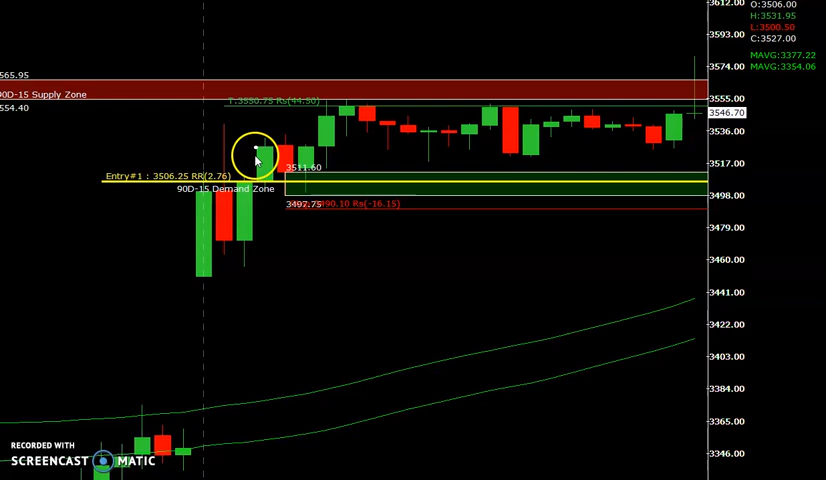 3612.00
O:3506.00
H:3531.95
L:3500.50
C:3527.00
3593.00
MAVG:3377.22
MAVG:3354.06
3574.00
565.95
90D-15 Supply Zone
3555.00
T:3550.75 Rs(44.50)
554.40
3546.70
3536.00
3517.00
3511.60
Entry#1 : 3506.25 RR(2.76)
90D-15 Demand Zone
3498.00
3497.75
3490.10 Rs(-16.15)
3479.00
3460.00
3441.00
3422.00
3403.00
3384.00
3365.00
3346.00
RECORDED WITH
SCREENCAST MATIC